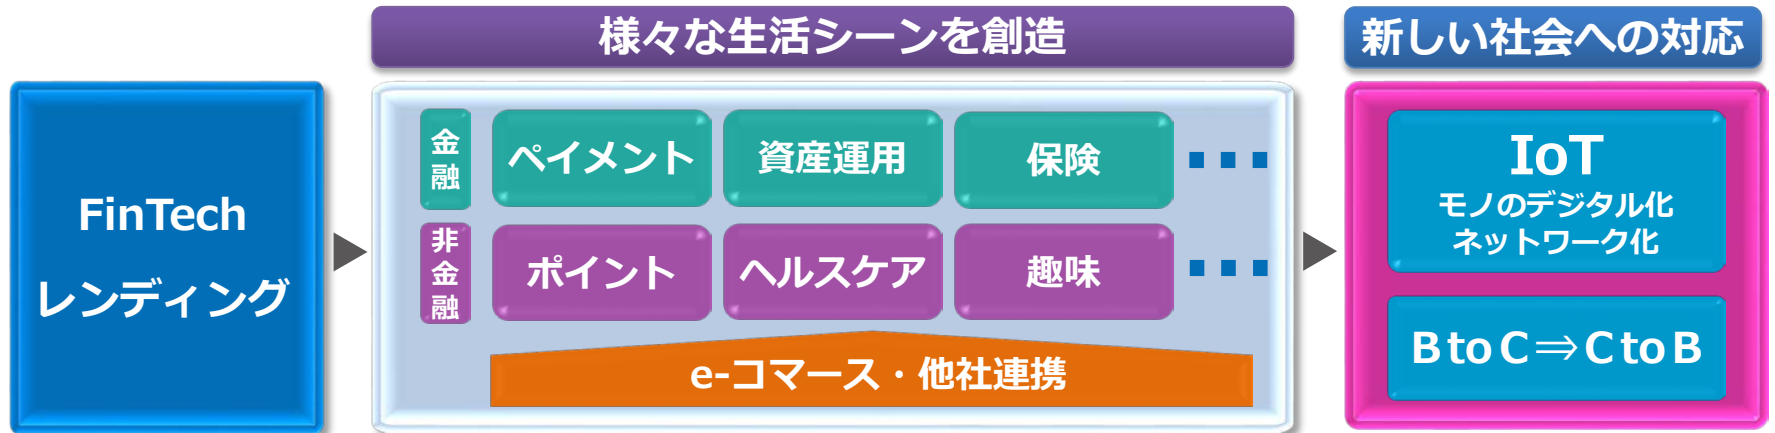 様々な生活シーンを創造
新しい社会への対応
FinTech
レンディング
金融
ペイメント
資産運用
保険
非金融
ポイント
ヘルスケア
趣味
e-コマース・他社連携
IoT
モノのデジタル化
ネットワーク化
B to C⇒C to B